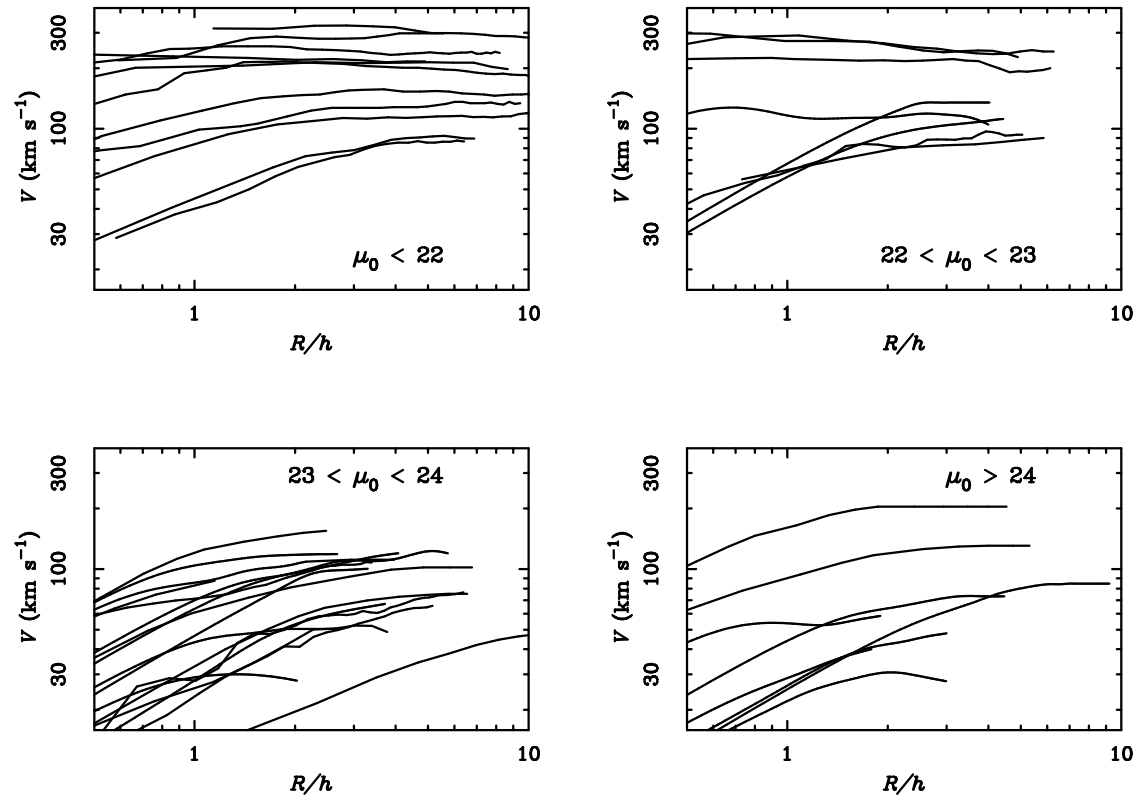 300
100
30
V (km s⁻¹)
μ₀ < 22
1
10
R/h
300
100
30
V (km s⁻¹)
22 < μ₀ < 23
1
10
R/h
300
100
30
V (km s⁻¹)
23 < μ₀ < 24
1
10
R/h
300
100
30
V (km s⁻¹)
μ₀ > 24
1
10
R/h